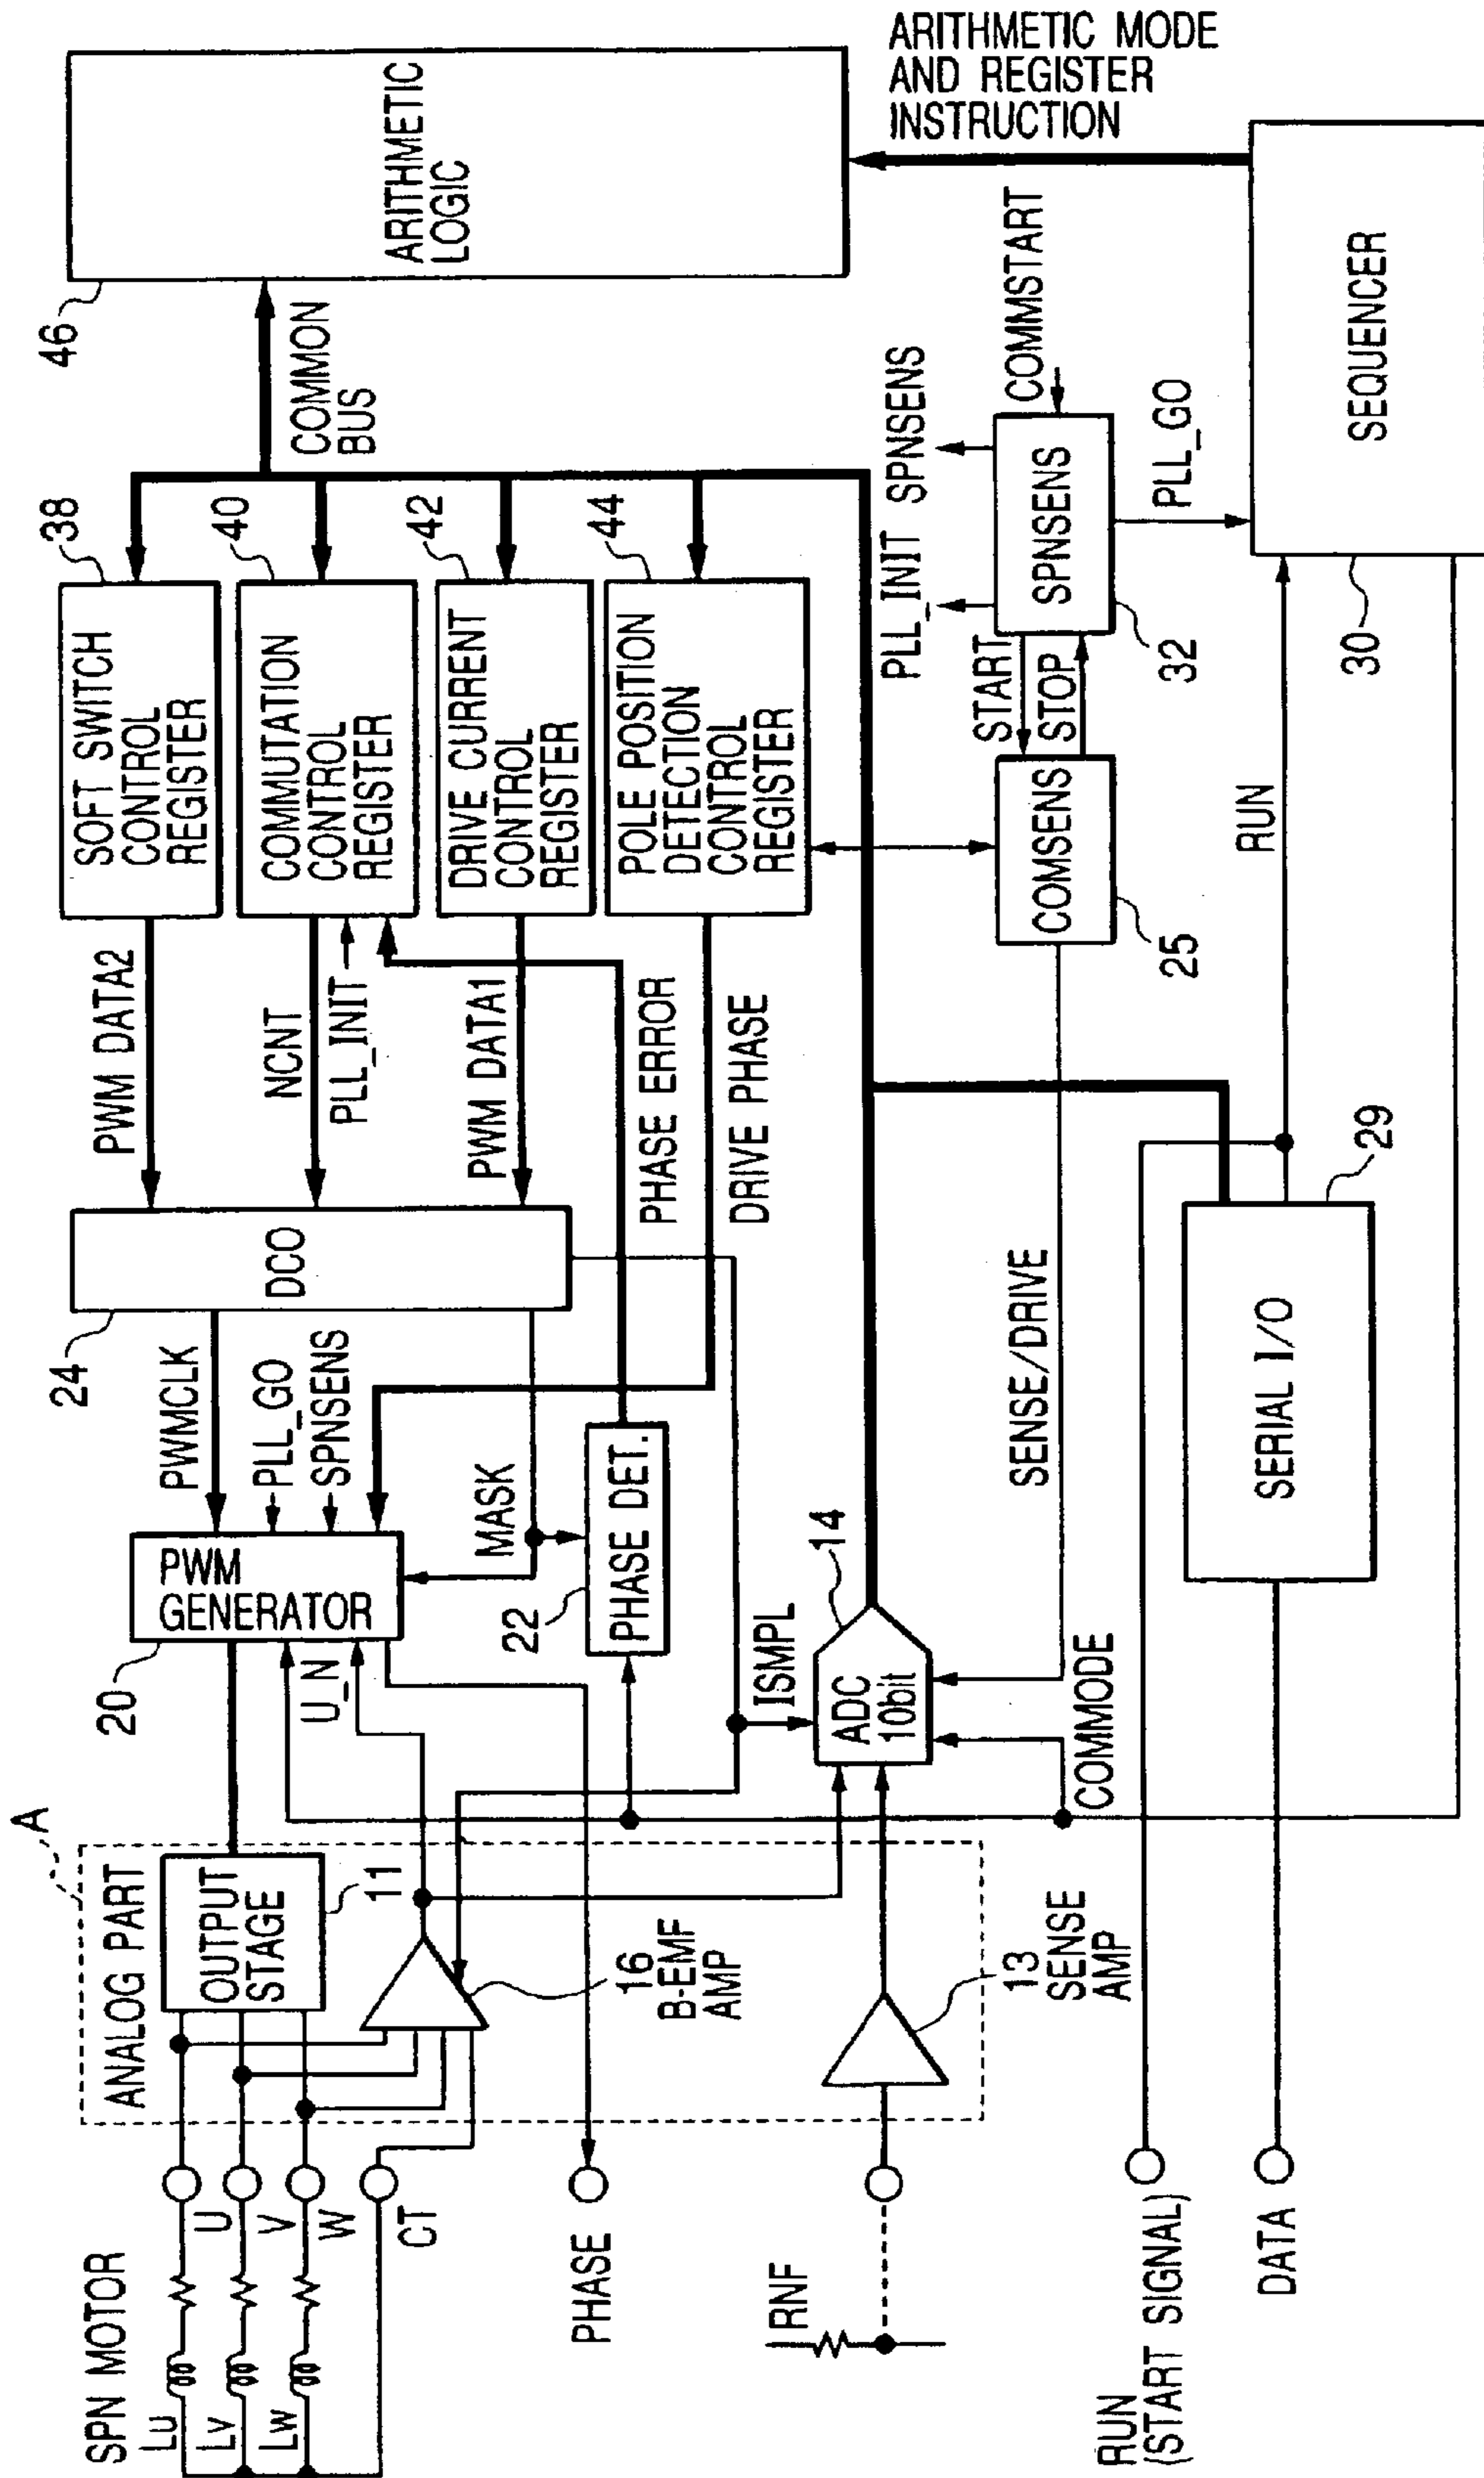 SPN MOTOR
LU
LV
LW
U
V
W
CT
PHASE
RNF
RUN
(START SIGNAL)
DATA
A
ANALOG PART
OUTPUT
STAGE
11
16
B-EMF
AMP
13
SENSE
AMP
20
U_N
PWM
GENERATOR
PWMCLK
PLL_GO
SPNSENS
MASK
22
PHASE DET.
ISMPL
14
ADC
10bit
COMMODE
SENSE/DRIVE
SERIAL I/O
29
24
DCO
PWM DATA2
NCNT
PLL_INIT
PWM DATA1
PHASE ERROR
DRIVE PHASE
38
SOFT SWITCH
CONTROL
REGISTER
40
COMMUTATION
CONTROL
REGISTER
42
DRIVE CURRENT
CONTROL
REGISTER
44
POLE POSITION
DETECTION
CONTROL
REGISTER
COMMON
BUS
46
ARITHMETIC
LOGIC
ARITHMETIC MODE
AND REGISTER
INSTRUCTION
COMSENS
25
START
STOP
PLL_INIT
SPNSENS
SPNSENS
32
COMMSTART
PLL_GO
RUN
30
SEQUENCER